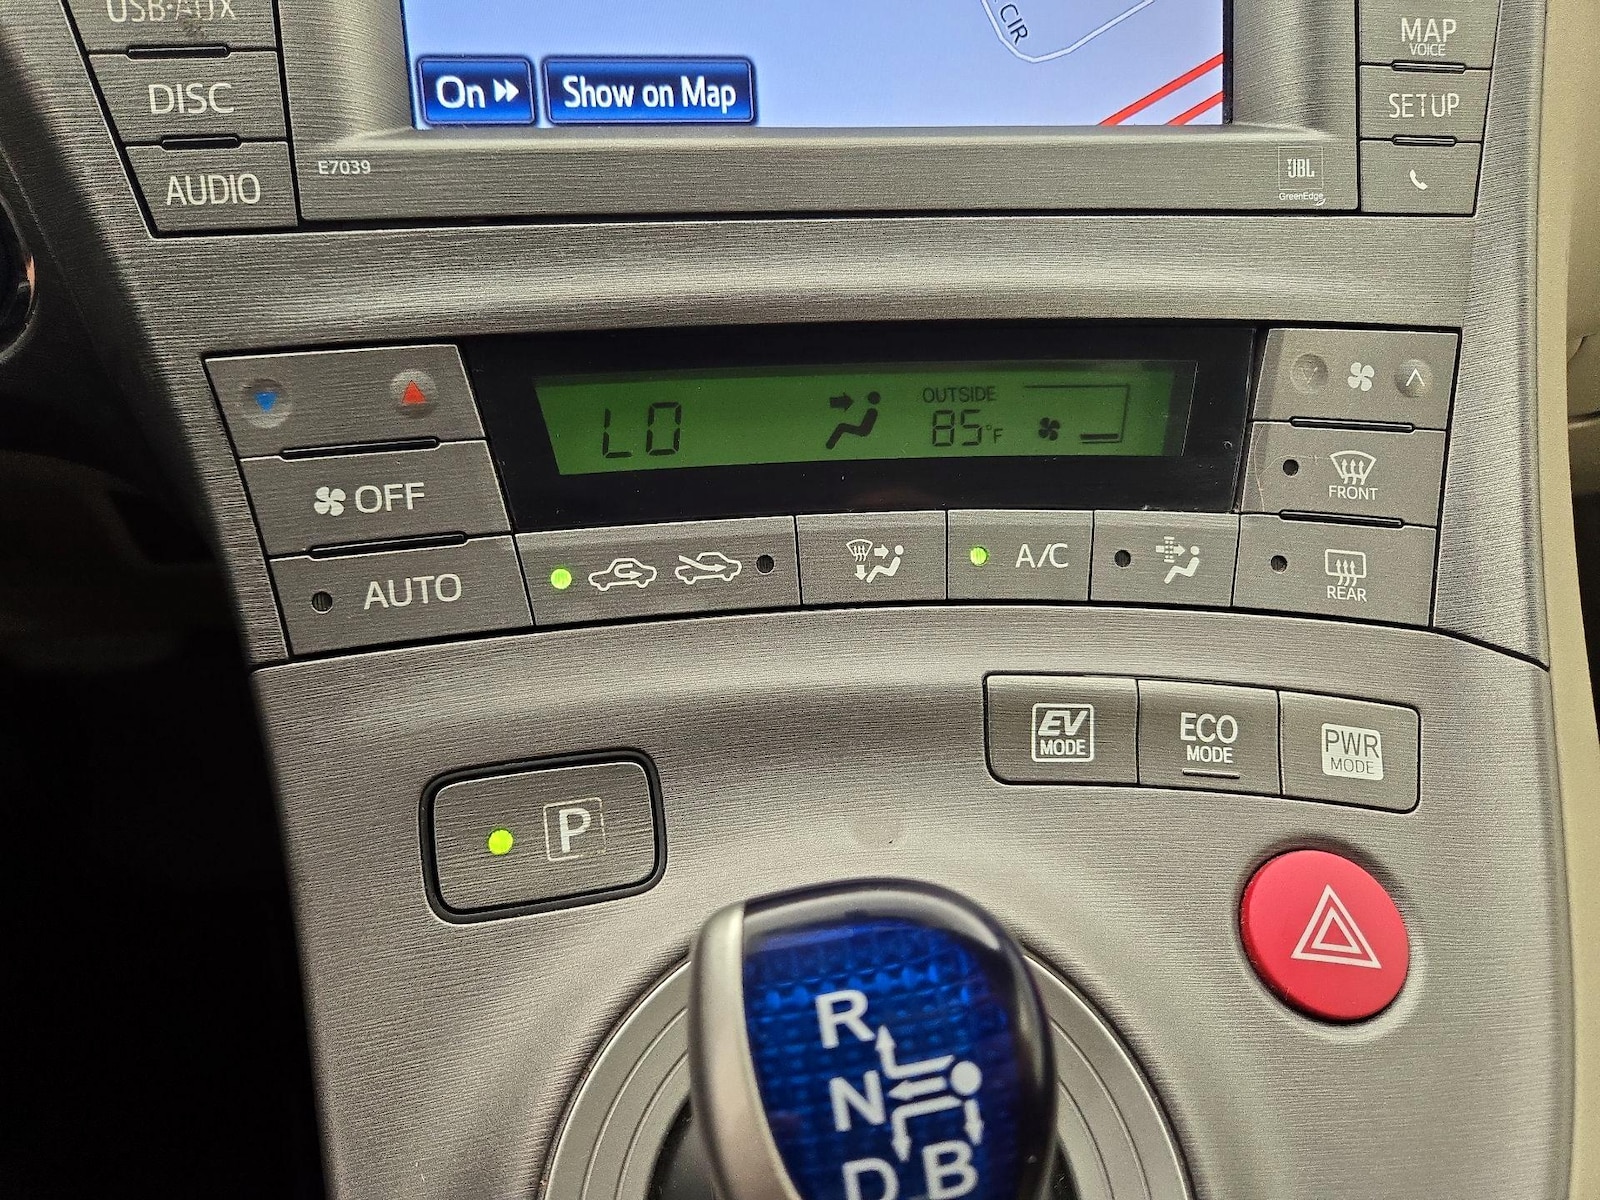 USB·AUX
DISC
AUDIO
CIR
On
Show on Map
MAP
VOICE
SETUP
E7039
JBL
GreenEdge
LO
OUTSIDE
85°F
OFF
AUTO
A/C
FRONT
REAR
EV
MODE
ECO
MODE
PWR
MODE
P
R
N
D B